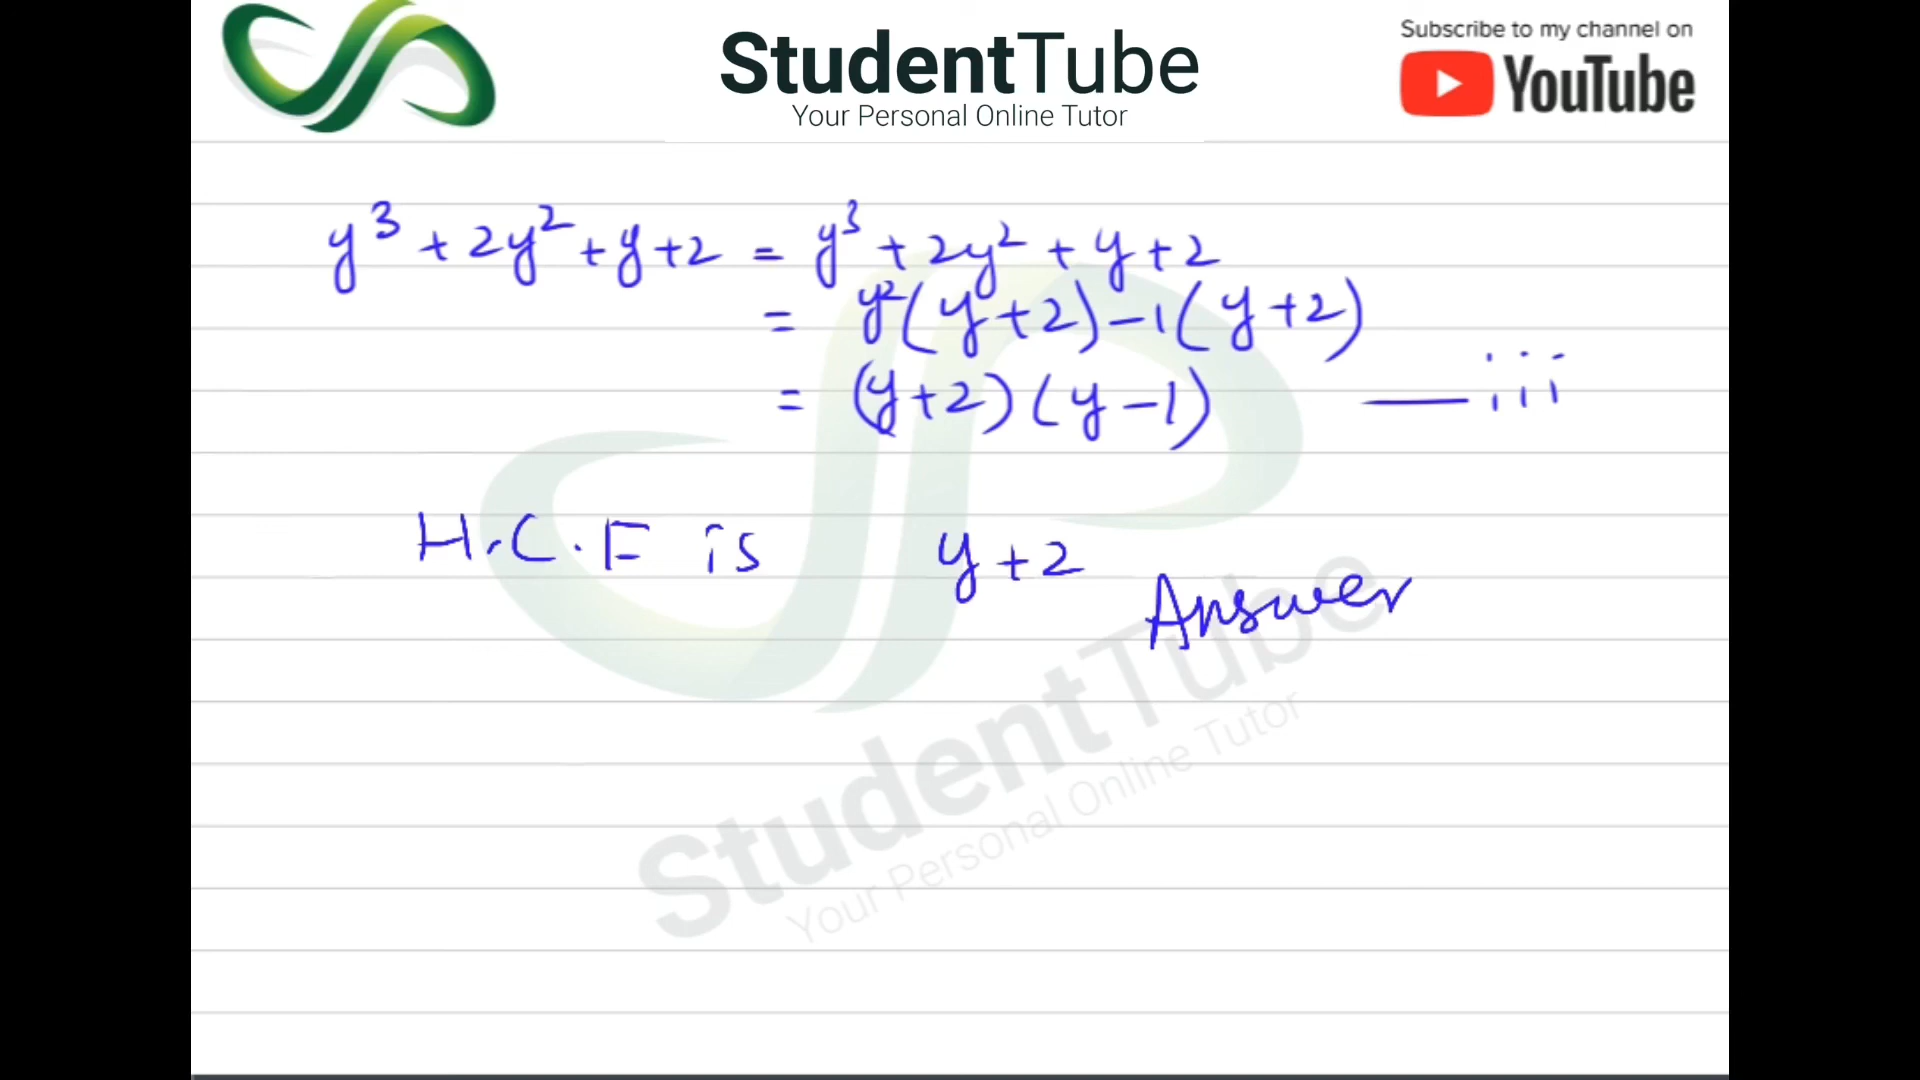 Subscribe to my channel on
StudentTube
YouTube
Your Personal Online Tutor
y³ + 2y² + y + 2 = y³ + 2y² + y + 2
= y²(y+2) - 1(y+2)
= (y+2)(y-1) — iii
H.C.F is y+2
Answer
StudentTube
Your Personal Online Tutor